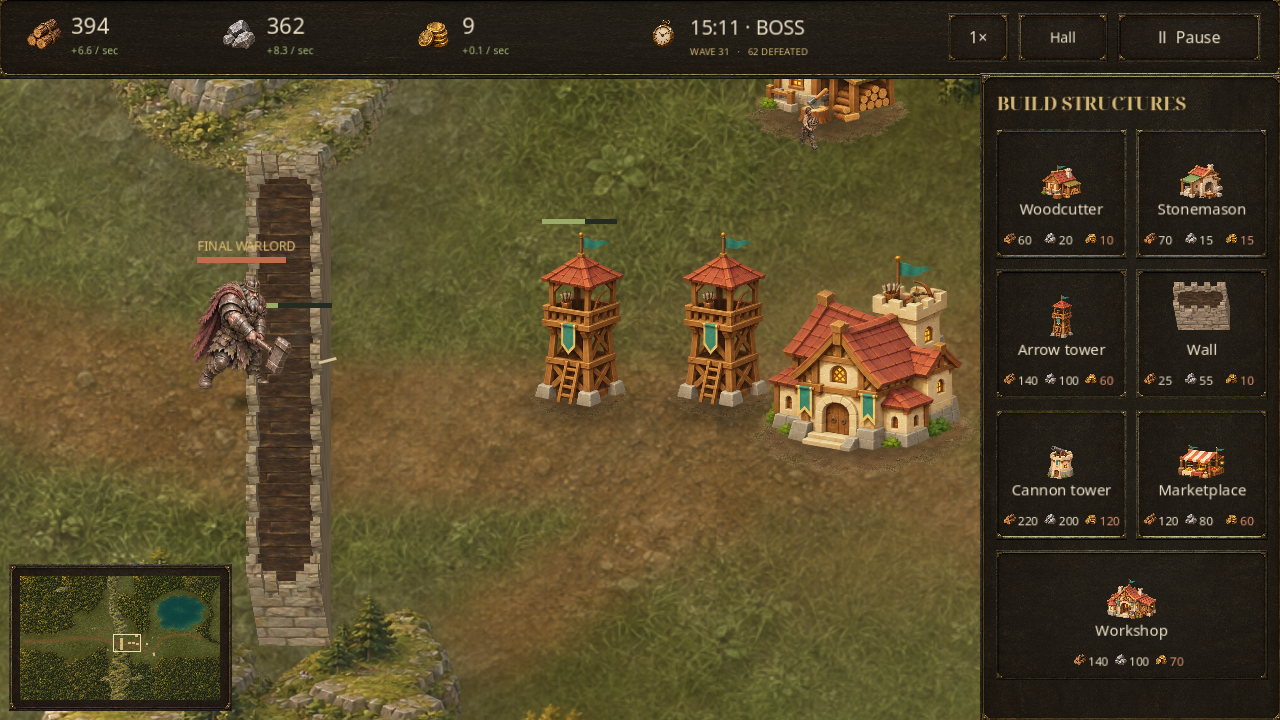 394
+6.6 / sec
362
+8.3 / sec
9
+0.1 / sec
15:11 · BOSS
WAVE 31 · 62 DEFEATED
1×
Hall
II Pause
BUILD STRUCTURES
Woodcutter
60 20 10
Stonemason
70 15 15
Arrow tower
140 100 60
Wall
25 55 10
Cannon tower
220 200 120
Marketplace
120 80 60
Workshop
140 100 70
FINAL WARLORD